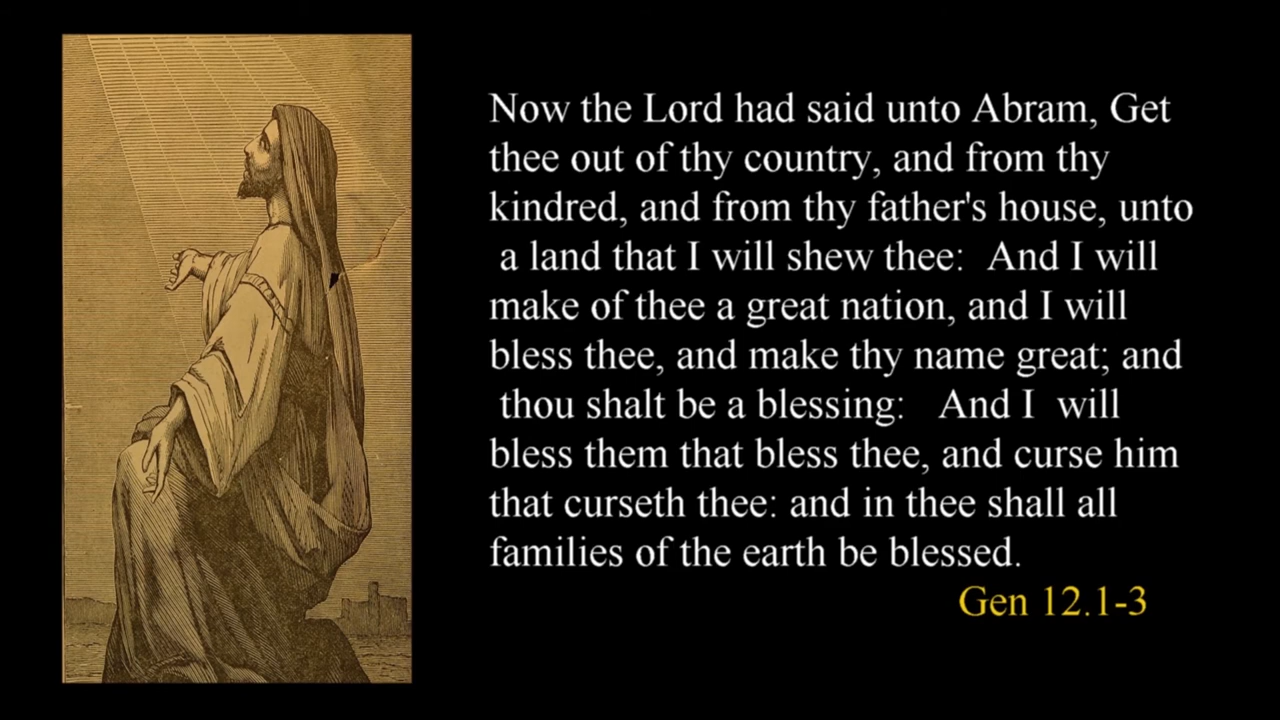 Now the Lord had said unto Abram, Get
thee out of thy country, and from thy
kindred, and from thy father's house, unto
a land that I will shew thee:  And I will
make of thee a great nation, and I will
bless thee, and make thy name great; and
thou shalt be a blessing:   And I  will
bless them that bless thee, and curse him
that curseth thee: and in thee shall all
families of the earth be blessed.
Gen 12.1-3